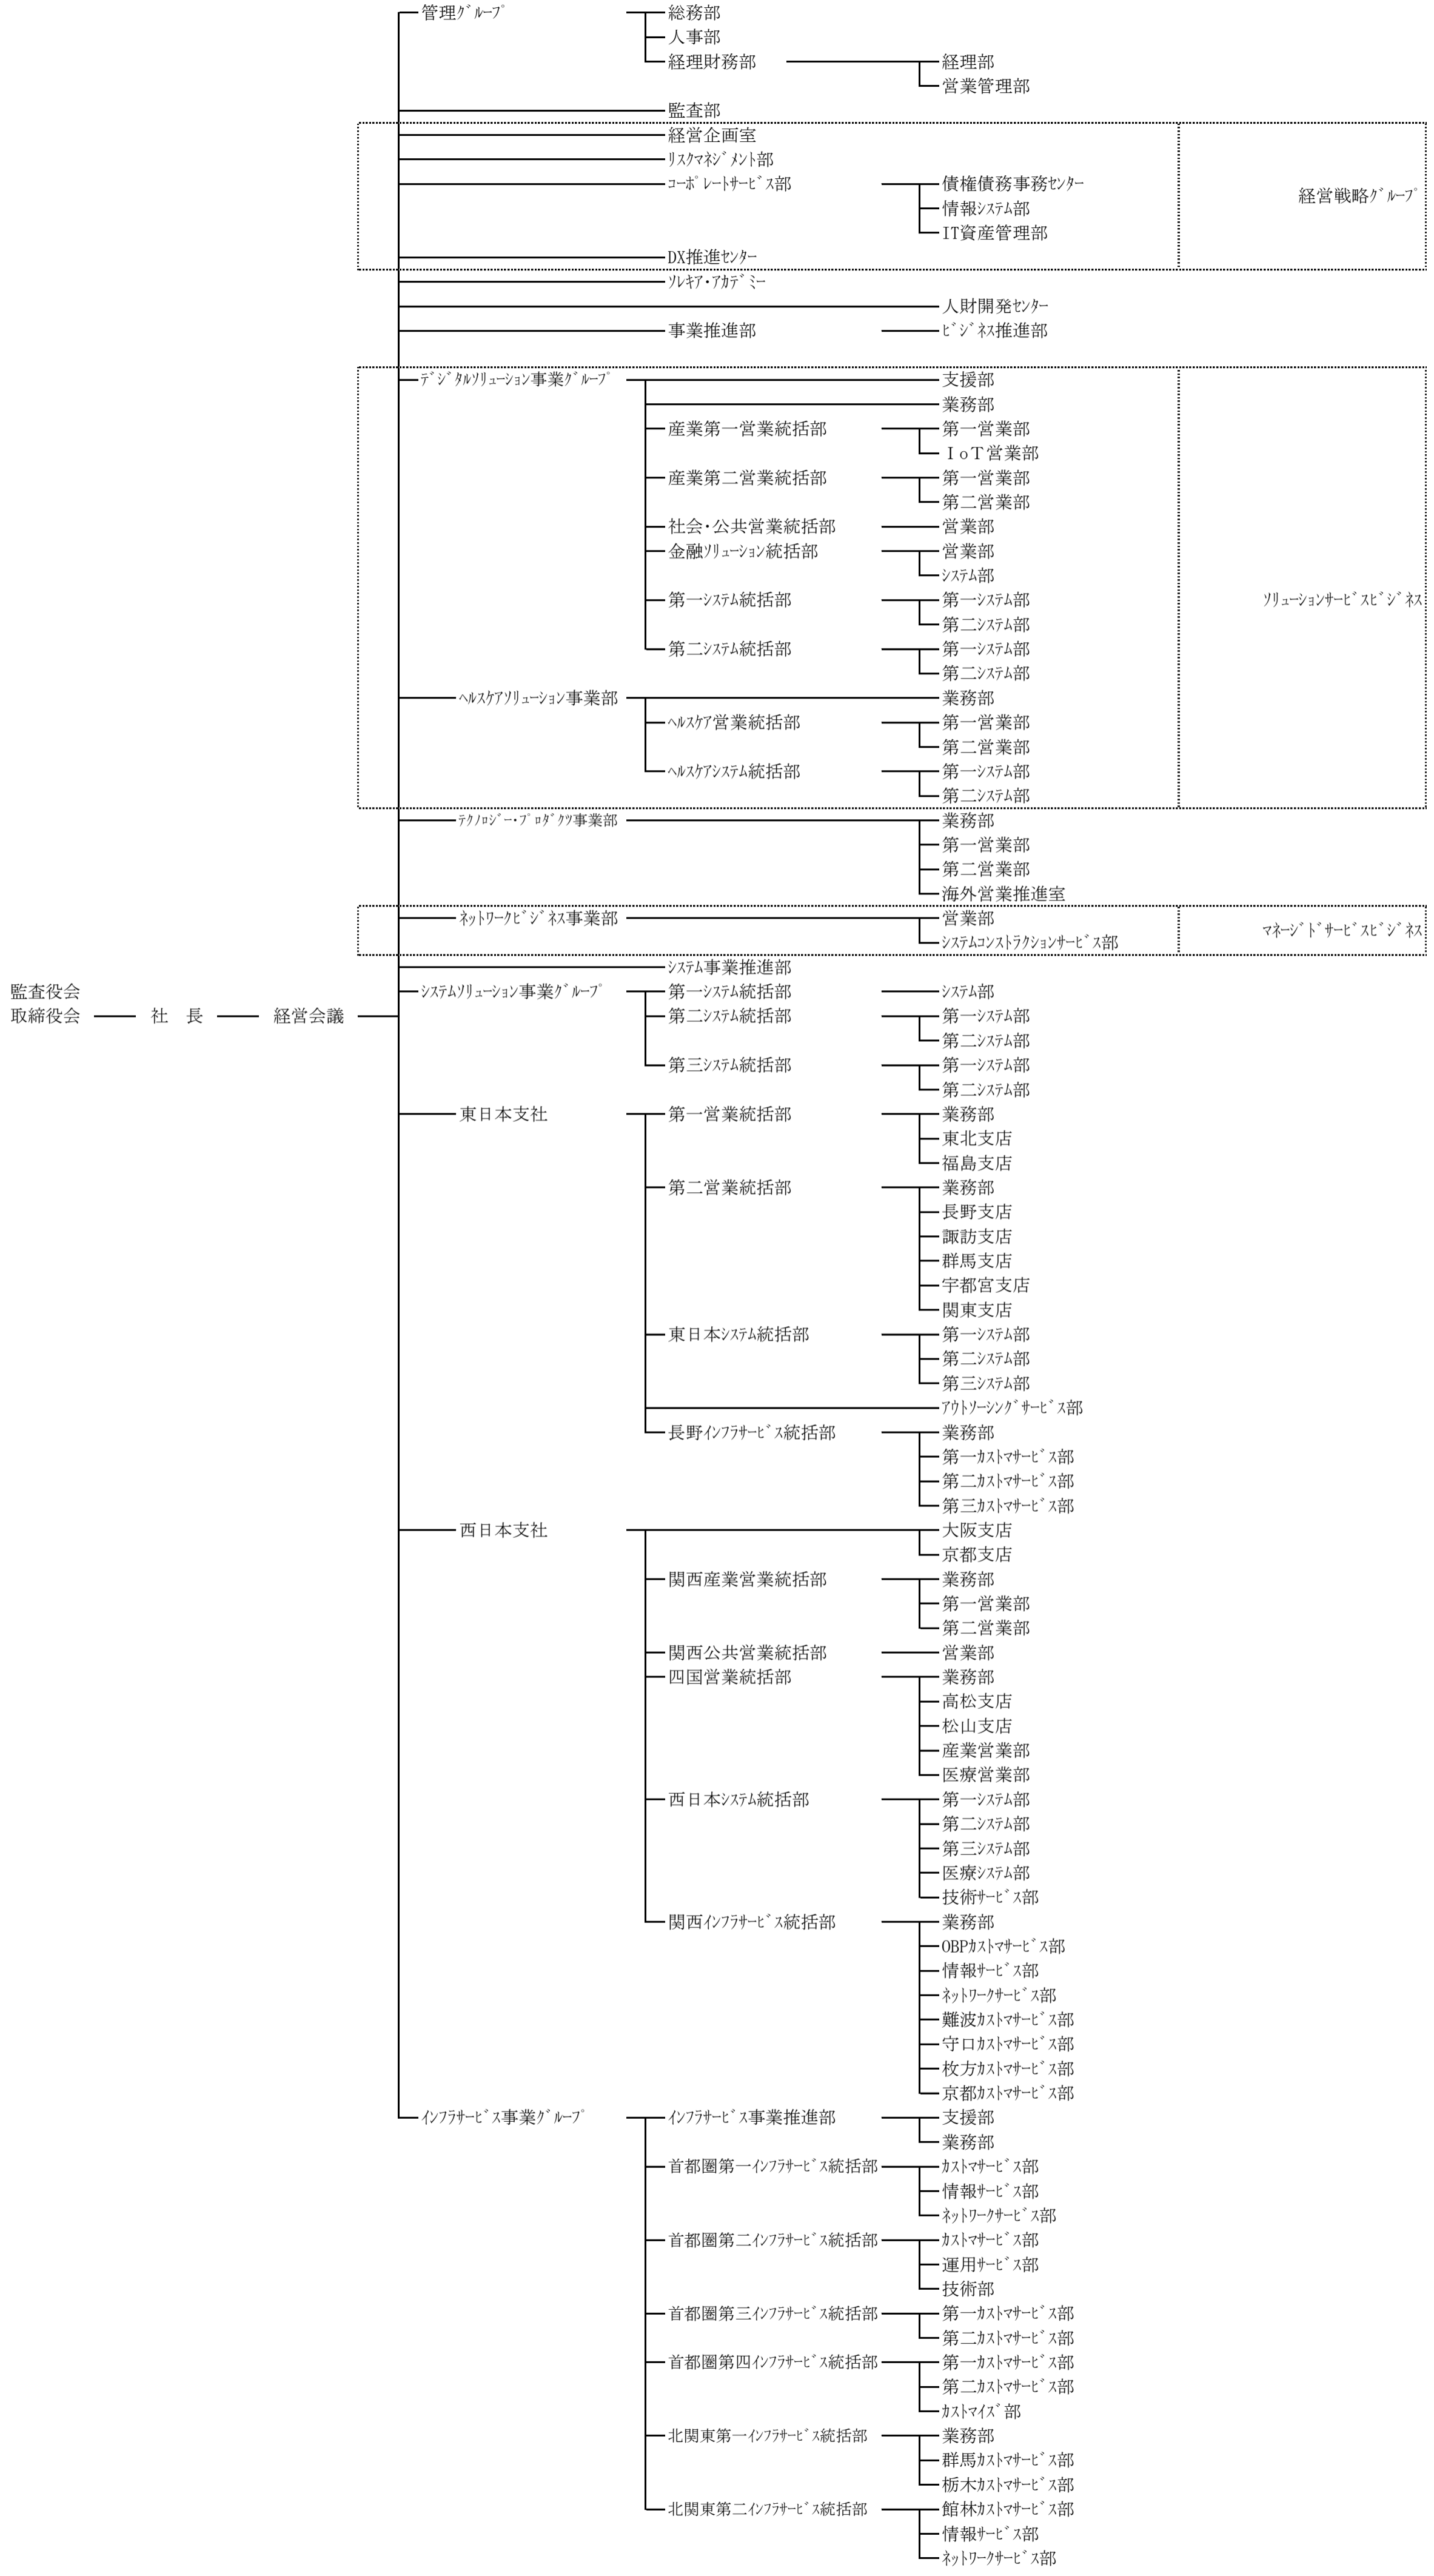 管理ｸﾞﾙｰﾌﾟ 総務部
人事部
経理財務部 経理部
営業管理部
監査部
経営企画室
ﾘｽｸﾏﾈｼﾞﾒﾝﾄ部
ｺｰﾎﾟﾚｰﾄｻｰﾋﾞｽ部 債権債務事務ｾﾝﾀｰ
経営戦略ｸﾞﾙｰﾌﾟ
情報ｼｽﾃﾑ部
IT資産管理部
DX推進ｾﾝﾀｰ
ｿﾚｷｱ・ｱｶﾃﾞﾐｰ
人財開発ｾﾝﾀｰ
事業推進部 ﾋﾞｼﾞﾈｽ推進部
ﾃﾞｼﾞﾀﾙｿﾘｭｰｼｮﾝ事業ｸﾞﾙｰﾌﾟ 支援部
業務部
産業第一営業統括部 第一営業部
ＩoＴ営業部
産業第二営業統括部 第一営業部
第二営業部
社会・公共営業統括部 営業部
金融ｿﾘｭｰｼｮﾝ統括部 営業部
ｼｽﾃﾑ部
第一ｼｽﾃﾑ統括部 第一ｼｽﾃﾑ部 ｿﾘｭｰｼｮﾝｻｰﾋﾞｽﾋﾞｼﾞﾈｽ
第二ｼｽﾃﾑ部
第二ｼｽﾃﾑ統括部 第一ｼｽﾃﾑ部
第二ｼｽﾃﾑ部
ﾍﾙｽｹｱｿﾘｭｰｼｮﾝ事業部 業務部
ﾍﾙｽｹｱ営業統括部 第一営業部
第二営業部
ﾍﾙｽｹｱｼｽﾃﾑ統括部 第一ｼｽﾃﾑ部
第二ｼｽﾃﾑ部
ﾃｸﾉﾛｼﾞｰ・ﾌﾟﾛﾀﾞｸﾂ事業部 業務部
第一営業部
第二営業部
海外営業推進室
ﾈｯﾄﾜｰｸﾋﾞｼﾞﾈｽ事業部 営業部
ﾏﾈｰｼﾞﾄﾞｻｰﾋﾞｽﾋﾞｼﾞﾈｽ
ｼｽﾃﾑｺﾝｽﾄﾗｸｼｮﾝｻｰﾋﾞｽ部
ｼｽﾃﾑ事業推進部
監査役会 ｼｽﾃﾑｿﾘｭｰｼｮﾝ事業ｸﾞﾙｰﾌﾟ 第一ｼｽﾃﾑ統括部 ｼｽﾃﾑ部
取締役会 社　長 経営会議 第二ｼｽﾃﾑ統括部 第一ｼｽﾃﾑ部
第二ｼｽﾃﾑ部
第三ｼｽﾃﾑ統括部 第一ｼｽﾃﾑ部
第二ｼｽﾃﾑ部
東日本支社 第一営業統括部 業務部
東北支店
福島支店
第二営業統括部 業務部
長野支店
諏訪支店
群馬支店
宇都宮支店
関東支店
東日本ｼｽﾃﾑ統括部 第一ｼｽﾃﾑ部
第二ｼｽﾃﾑ部
第三ｼｽﾃﾑ部
ｱｳﾄｿｰｼﾝｸﾞｻｰﾋﾞｽ部
長野ｲﾝﾌﾗｻｰﾋﾞｽ統括部 業務部
第一ｶｽﾄﾏｻｰﾋﾞｽ部
第二ｶｽﾄﾏｻｰﾋﾞｽ部
第三ｶｽﾄﾏｻｰﾋﾞｽ部
西日本支社 大阪支店
京都支店
関西産業営業統括部 業務部
第一営業部
第二営業部
関西公共営業統括部 営業部
四国営業統括部 業務部
高松支店
松山支店
産業営業部
医療営業部
西日本ｼｽﾃﾑ統括部 第一ｼｽﾃﾑ部
第二ｼｽﾃﾑ部
第三ｼｽﾃﾑ部
医療ｼｽﾃﾑ部
技術ｻｰﾋﾞｽ部
関西ｲﾝﾌﾗｻｰﾋﾞｽ統括部 業務部
OBPｶｽﾄﾏｻｰﾋﾞｽ部
情報ｻｰﾋﾞｽ部
ﾈｯﾄﾜｰｸｻｰﾋﾞｽ部
難波ｶｽﾄﾏｻｰﾋﾞｽ部
守口ｶｽﾄﾏｻｰﾋﾞｽ部
枚方ｶｽﾄﾏｻｰﾋﾞｽ部
京都ｶｽﾄﾏｻｰﾋﾞｽ部
ｲﾝﾌﾗｻｰﾋﾞｽ事業ｸﾞﾙｰﾌﾟ ｲﾝﾌﾗｻｰﾋﾞｽ事業推進部 支援部
業務部
首都圏第一ｲﾝﾌﾗｻｰﾋﾞｽ統括部 ｶｽﾄﾏｻｰﾋﾞｽ部
情報ｻｰﾋﾞｽ部
ﾈｯﾄﾜｰｸｻｰﾋﾞｽ部
首都圏第二ｲﾝﾌﾗｻｰﾋﾞｽ統括部 ｶｽﾄﾏｻｰﾋﾞｽ部
運用ｻｰﾋﾞｽ部
技術部
首都圏第三ｲﾝﾌﾗｻｰﾋﾞｽ統括部 第一ｶｽﾄﾏｻｰﾋﾞｽ部
第二ｶｽﾄﾏｻｰﾋﾞｽ部
首都圏第四ｲﾝﾌﾗｻｰﾋﾞｽ統括部 第一ｶｽﾄﾏｻｰﾋﾞｽ部
第二ｶｽﾄﾏｻｰﾋﾞｽ部
ｶｽﾄﾏｲｽﾞ部
北関東第一ｲﾝﾌﾗｻｰﾋﾞｽ統括部 業務部
群馬ｶｽﾄﾏｻｰﾋﾞｽ部
栃木ｶｽﾄﾏｻｰﾋﾞｽ部
北関東第二ｲﾝﾌﾗｻｰﾋﾞｽ統括部 館林ｶｽﾄﾏｻｰﾋﾞｽ部
情報ｻｰﾋﾞｽ部
ﾈｯﾄﾜｰｸｻｰﾋﾞｽ部